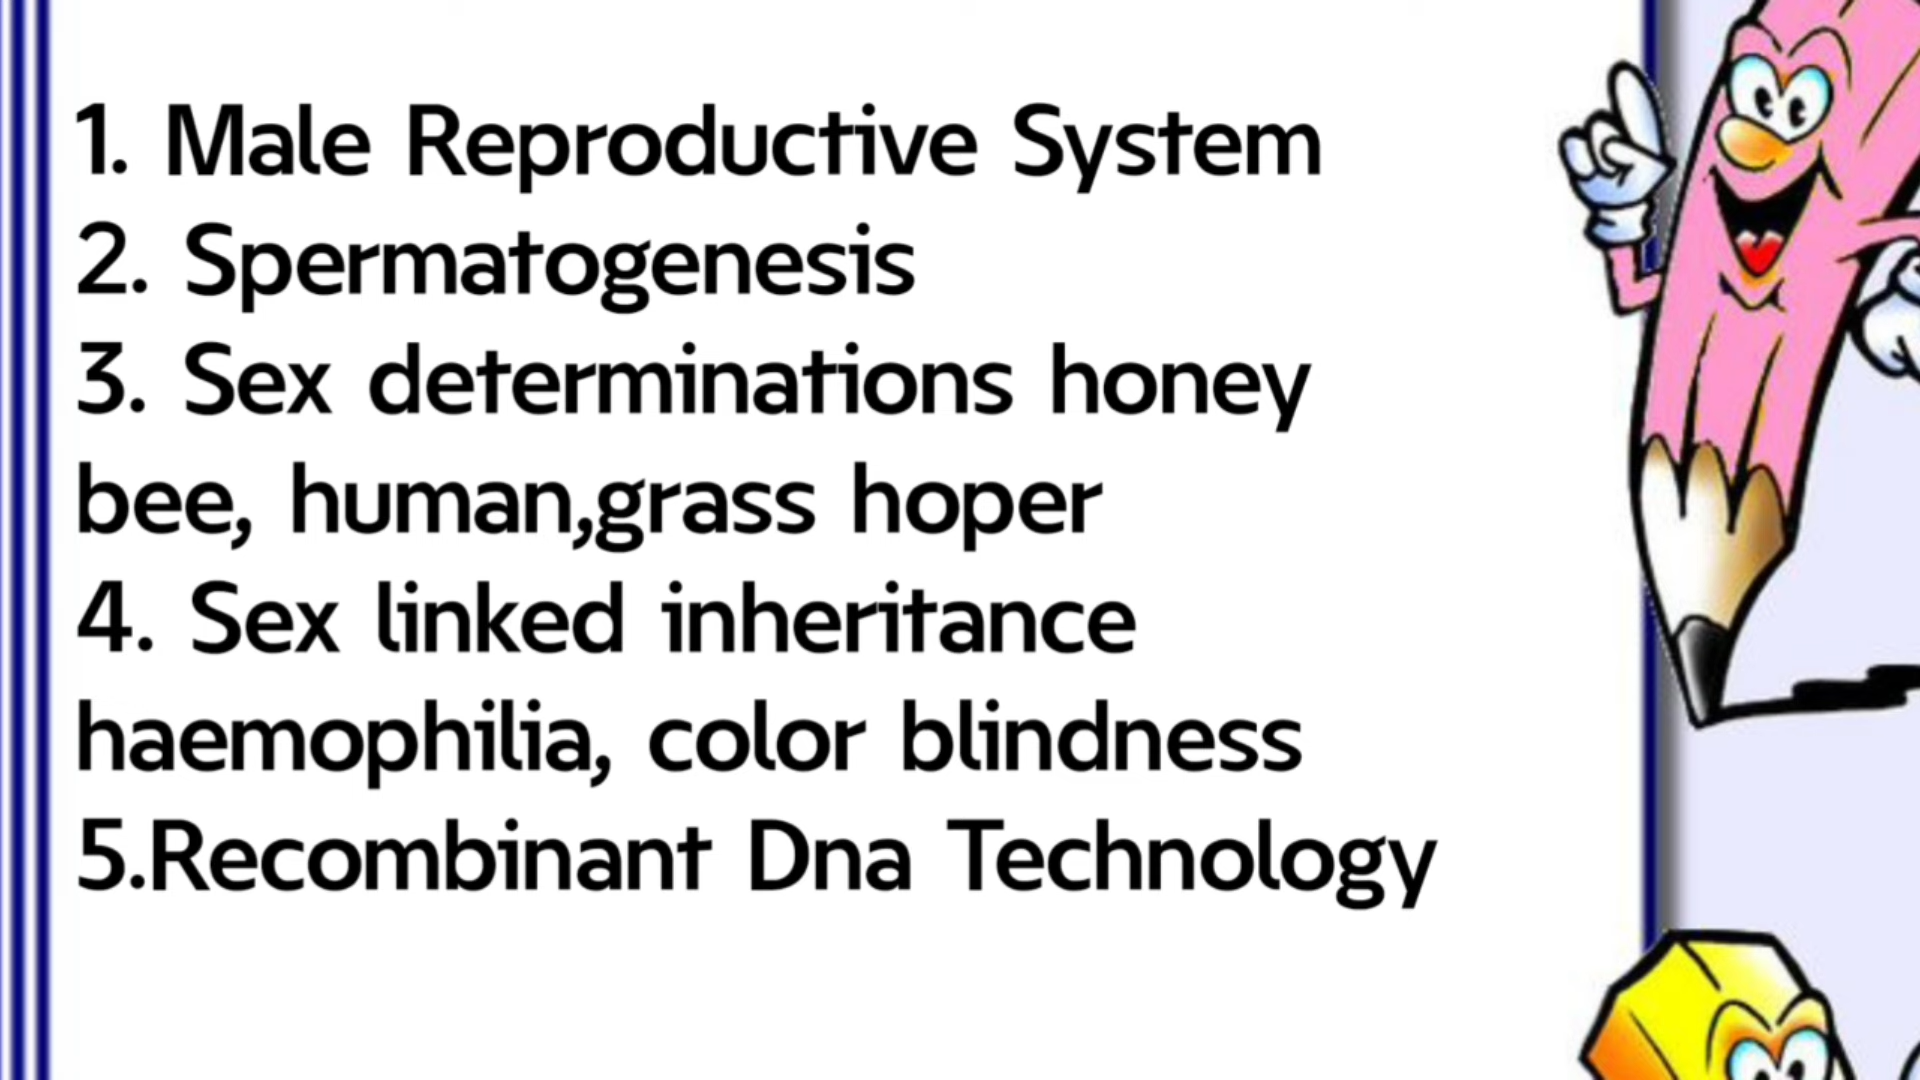 1. Male Reproductive System
2. Spermatogenesis
3. Sex determinations honey
bee, human,grass hoper
4. Sex linked inheritance
haemophilia, color blindness
5.Recombinant Dna Technology